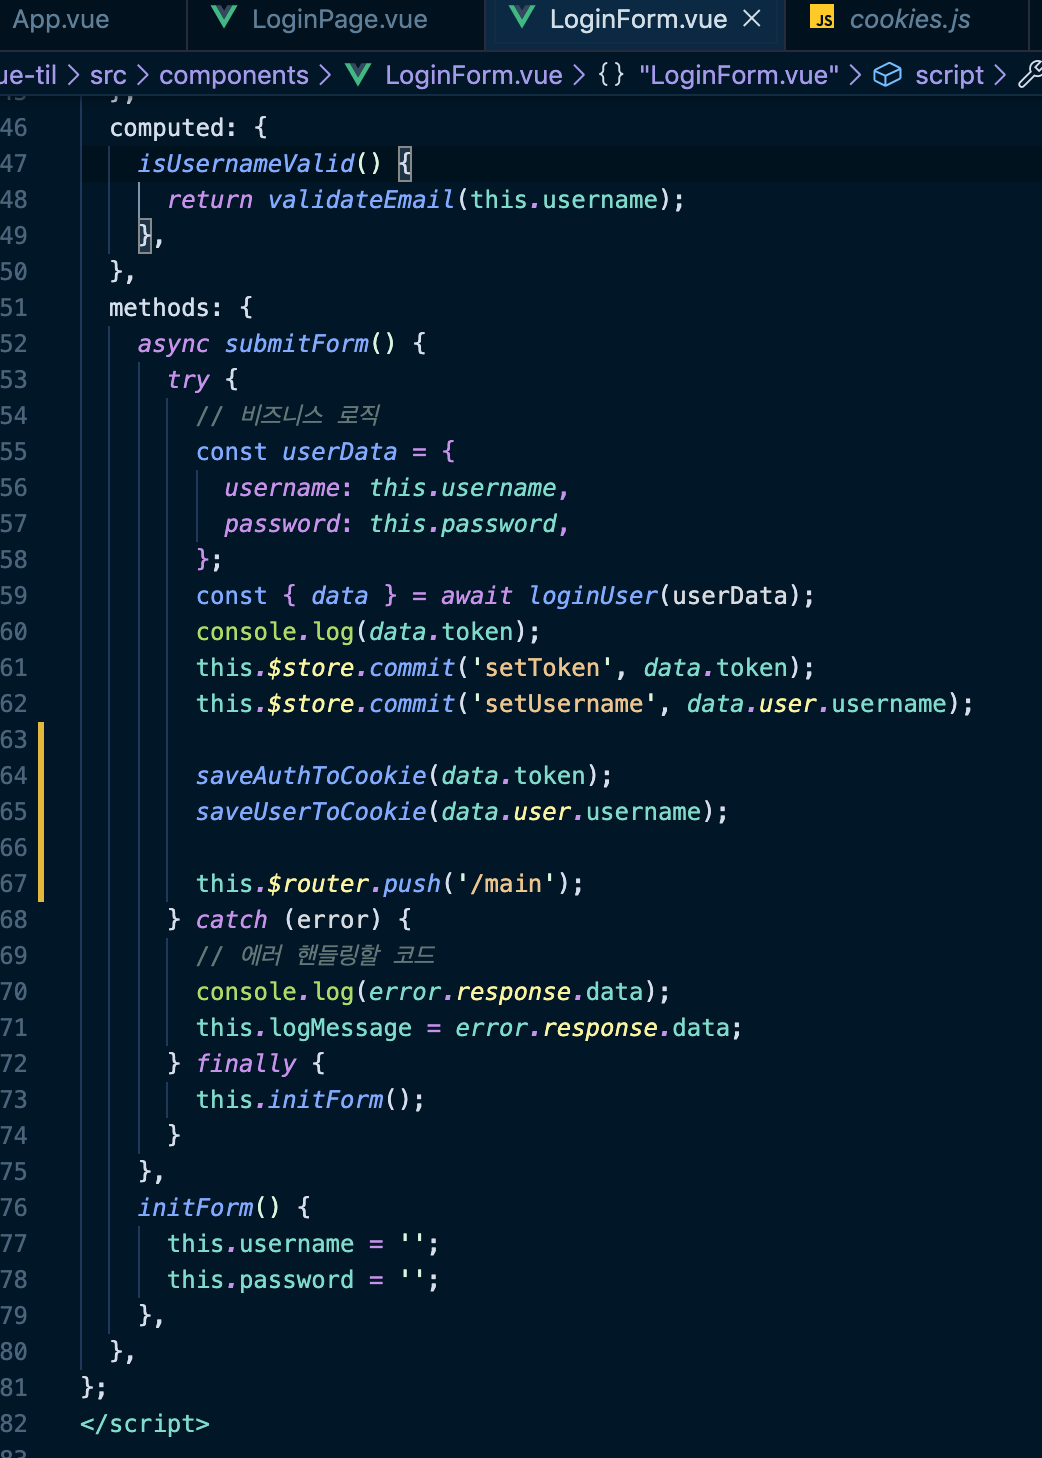 App.vue LoginPage.vue LoginForm.vue JS cookies.js
ue-til > src > components > LoginForm.vue > {} "LoginForm.vue" > script >
45 },
46 computed: {
47 isUsernameValid() {
48 return validateEmail(this.username);
49 },
50 },
51 methods: {
52 async submitForm() {
53 try {
54 // 비즈니스 로직
55 const userData = {
56 username: this.username,
57 password: this.password,
58 };
59 const { data } = await loginUser(userData);
60 console.log(data.token);
61 this.$store.commit('setToken', data.token);
62 this.$store.commit('setUsername', data.user.username);
63
64 saveAuthToCookie(data.token);
65 saveUserToCookie(data.user.username);
66
67 this.$router.push('/main');
68 } catch (error) {
69 // 에러 핸들링할 코드
70 console.log(error.response.data);
71 this.logMessage = error.response.data;
72 } finally {
73 this.initForm();
74 }
75 },
76 initForm() {
77 this.username = '';
78 this.password = '';
79 },
80 },
81 };
82 </script>
83